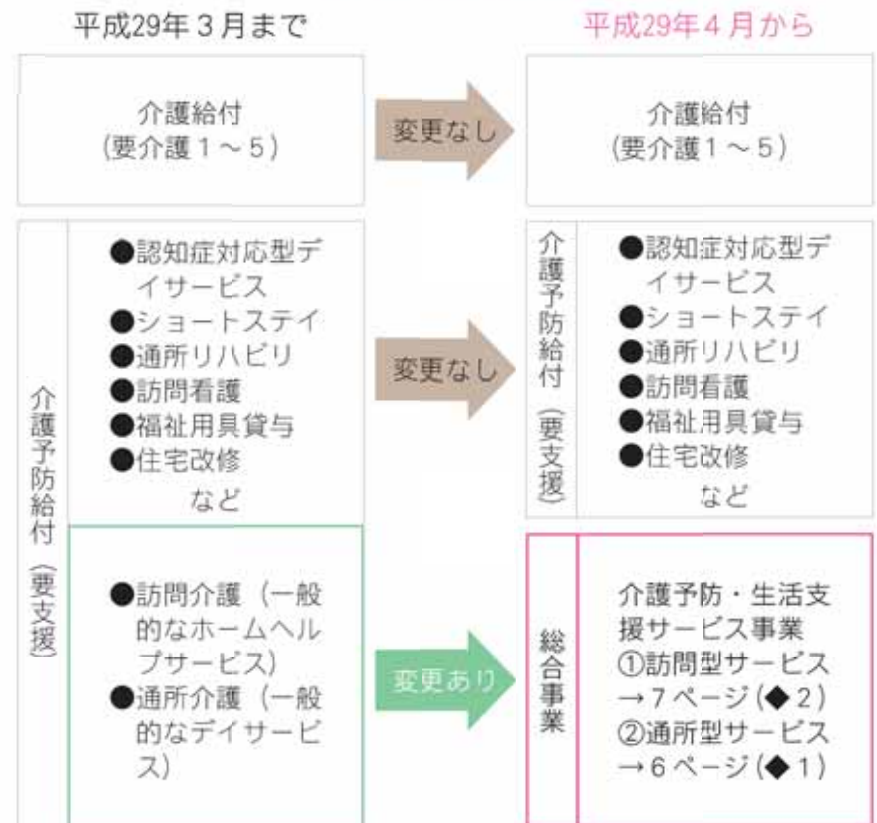 平成29年３月まで
介護給付
(要介護１～５)
介護予防給付（要支援）
●認知症対応型デ
イサービス
●ショートステイ
●通所リハビリ
●訪問看護
●福祉用具貸与
●住宅改修
など
●訪問介護（一般
的なホームヘル
プサービス）
●通所介護（一般
的なデイサービ
ス）
変更なし
変更なし
変更あり
平成29年４月から
介護給付
(要介護１～５)
介護予防給付（要支援）
●認知症対応型デ
イサービス
●ショートステイ
●通所リハビリ
●訪問看護
●福祉用具貸与
●住宅改修
など
総合事業
介護予防・生活支
援サービス事業
①訪問型サービス
→７ページ(◆２)
②通所型サービス
→６ページ(◆１)